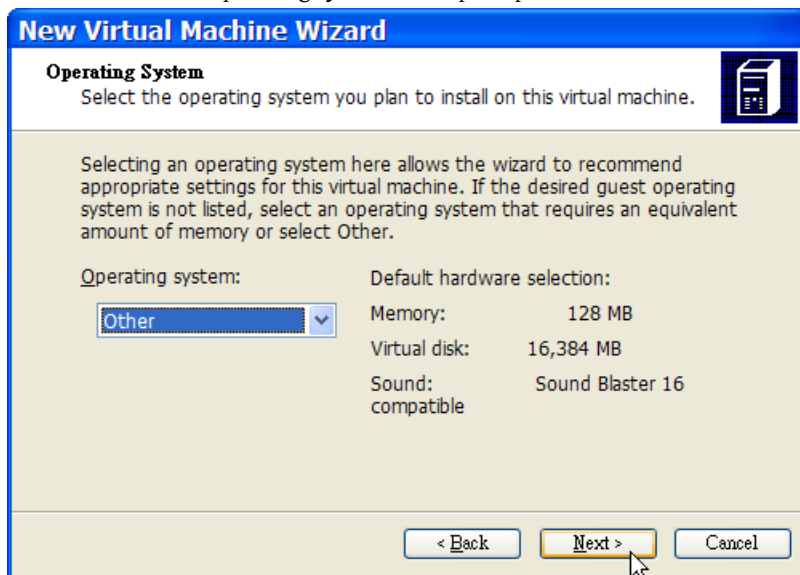 New Virtual Machine Wizard
Operating System
Select the operating system you plan to install on this virtual machine.
Selecting an operating system here allows the wizard to recommend
appropriate settings for this virtual machine. If the desired guest operating
system is not listed, select an operating system that requires an equivalent
amount of memory or select Other.
Operating system:
Other
Default hardware selection:
Memory: 128 MB
Virtual disk: 16,384 MB
Sound: Sound Blaster 16
compatible
< Back
Next >
Cancel